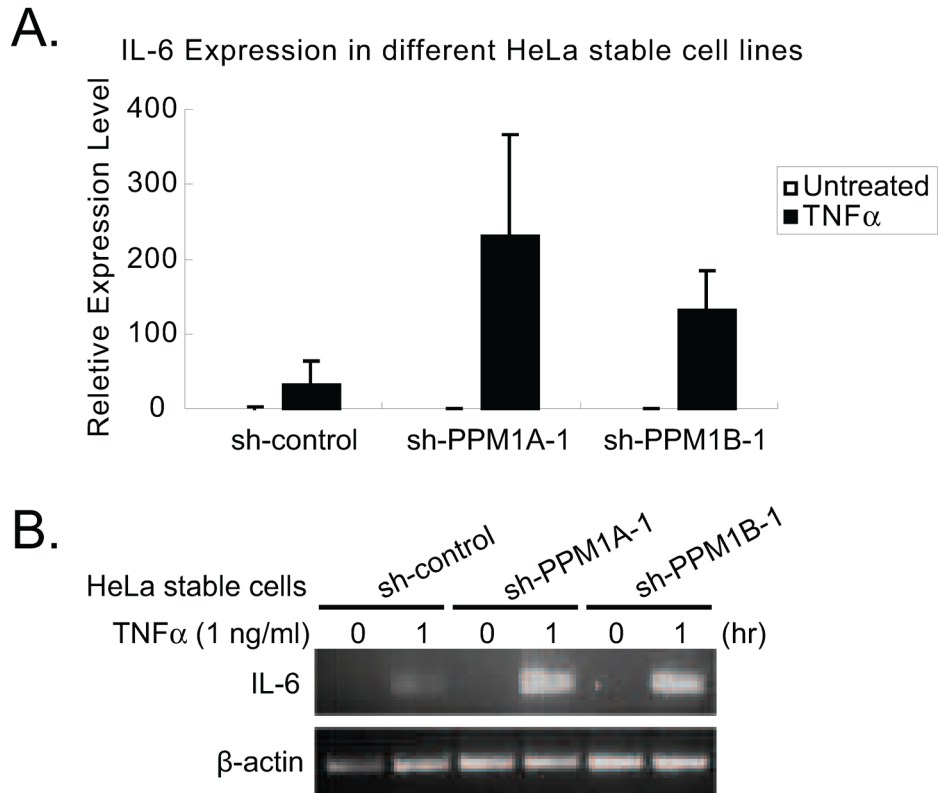 A.
IL-6 Expression in different HeLa stable cell lines
Reletive Expression Level
400
300
200
100
0
sh-control sh-PPM1A-1 sh-PPM1B-1
Untreated
TNFα
B.
HeLa stable cells sh-control sh-PPM1A-1 sh-PPM1B-1
TNFα (1 ng/ml) 0 1 0 1 0 1 (hr)
IL-6
β-actin